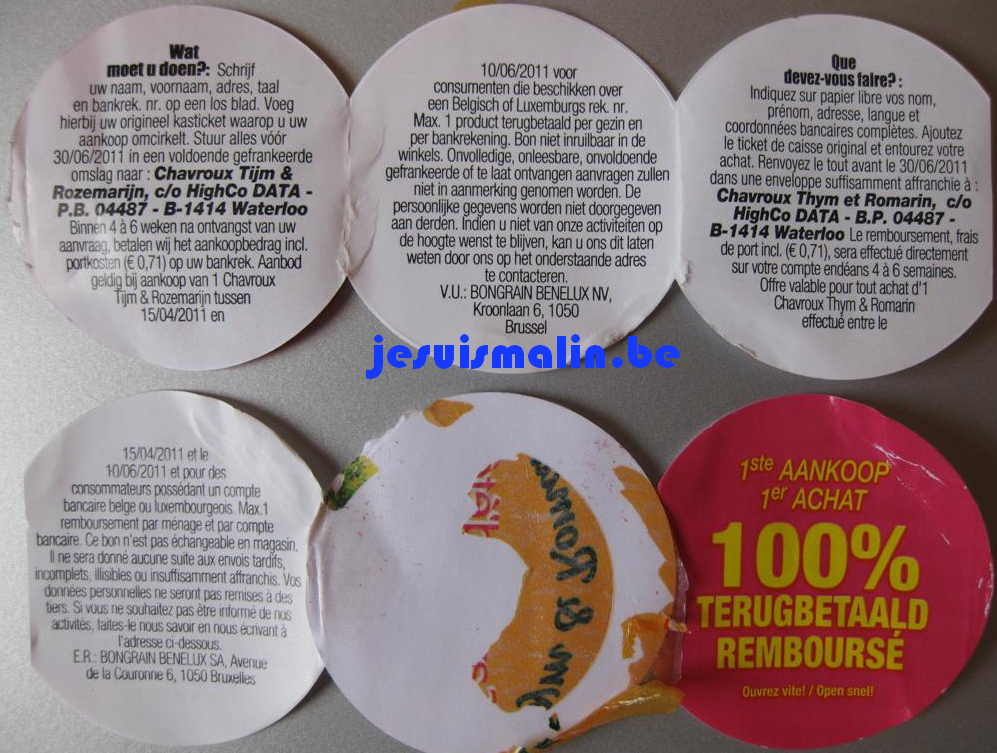 Wat
moet u doen?: Schrijf
uw naam, voornaam, adres, taal
en bankrek. nr. op een los blad. Voeg
hierbij uw origineel kasticket waarop u uw
aankoop omcirkelt. Stuur alles vóór
30/06/2011 in een voldoende gefrankeerde
omslag naar : Chavroux Tijm &
Rozemarijn, c/o HighCo DATA -
P.B. 04487 - B-1414 Waterloo
Binnen 4 à 6 weken na ontvangst van uw
aanvraag, betalen wij het aankoopbedrag incl.
portkosten (€ 0,71) op uw bankrek. Aanbod
geldig bij aankoop van 1 Chavroux
Tijm & Rozemarijn tussen
15/04/2011 en
10/06/2011 voor
consumenten die beschikken over
een Belgisch of Luxemburgs rek. nr.
Max. 1 product terugbetaald per gezin en
per bankrekening. Bon niet inruilbaar in de
winkels. Onvolledige, onleesbare, onvoldoende
gefrankeerde of te laat ontvangen aanvragen zullen
niet in aanmerking genomen worden. De
persoonlijke gegevens worden niet doorgegeven
aan derden. Indien u niet van onze activiteiten op
de hoogte wenst te blijven, kan u ons dit laten
weten door ons op het onderstaande adres
te contacteren.
V.U.: BONGRAIN BENELUX NV,
Kroonlaan 6, 1050
Brussel
Que
devez-vous faire? :
Indiquez sur papier libre vos nom,
prénom, adresse, langue et
coordonnées bancaires complètes. Ajoutez
le ticket de caisse original et entourez votre
achat. Renvoyez le tout avant le 30/06/2011
dans une enveloppe suffisamment affranchie à :
Chavroux Thym et Romarin, c/o
HighCo DATA - B.P. 04487 -
B-1414 Waterloo Le remboursement, frais
de port incl. (€ 0,71), sera effectué directement
sur votre compte endéans 4 à 6 semaines.
Offre valable pour tout achat d'1
Chavroux Thym & Romarin
effectué entre le
jesuismalin.be
15/04/2011 et le
10/06/2011 et pour des
consommateurs possédant un compte
bancaire belge ou luxembourgeois. Max.1
remboursement par ménage et par compte
bancaire. Ce bon n'est pas échangeable en magasin.
Il ne sera donné aucune suite aux envois tardifs,
incomplets, illisibles ou insuffisamment affranchis. Vos
données personnelles ne seront pas remises à des
tiers. Si vous ne souhaitez pas être informé de nos
activités, faites-le nous savoir en nous écrivant à
l'adresse ci-dessous.
E.R.: BONGRAIN BENELUX SA, Avenue
de la Couronne 6, 1050 Bruxelles
1ste AANKOOP
1er ACHAT
100%
TERUGBETAALD
REMBOURSÉ
Ouvrez vite! / Open snel!